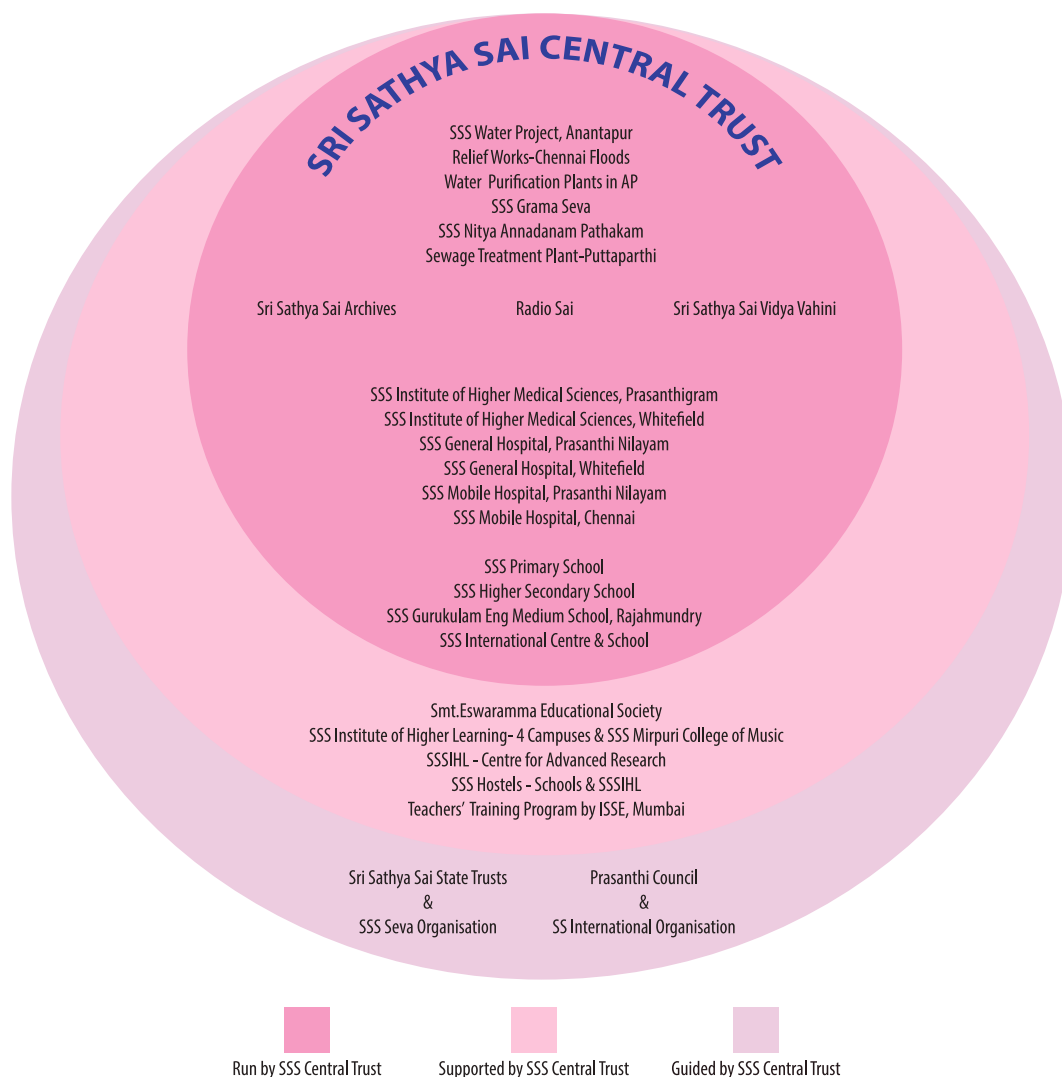 SRI SATHYA SAI CENTRAL TRUST
SSS Water Project, Anantapur
Relief Works-Chennai Floods
Water Purification Plants in AP
SSS Grama Seva
SSS Nitya Annadanam Pathakam
Sewage Treatment Plant-Puttaparthi
Sri Sathya Sai Archives
Radio Sai
Sri Sathya Sai Vidya Vahini
SSS Institute of Higher Medical Sciences, Prasanthigram
SSS Institute of Higher Medical Sciences, Whitefield
SSS General Hospital, Prasanthi Nilayam
SSS General Hospital, Whitefield
SSS Mobile Hospital, Prasanthi Nilayam
SSS Mobile Hospital, Chennai
SSS Primary School
SSS Higher Secondary School
SSS Gurukulam Eng Medium School, Rajahmundry
SSS International Centre & School
Smt.Eswaramma Educational Society
SSS Institute of Higher Learning- 4 Campuses & SSS Mirpuri College of Music
SSSIHL - Centre for Advanced Research
SSS Hostels - Schools & SSSIHL
Teachers' Training Program by ISSE, Mumbai
Sri Sathya Sai State Trusts
&
SSS Seva Organisation
Prasanthi Council
&
SS International Organisation
Run by SSS Central Trust
Supported by SSS Central Trust
Guided by SSS Central Trust